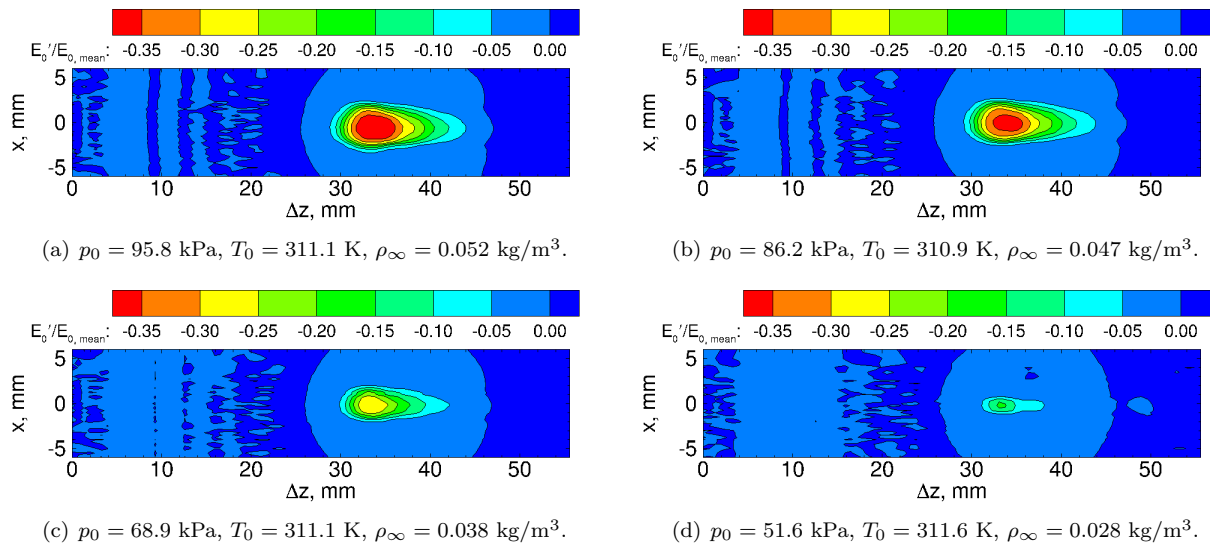 E₀'/E₀, mean: -0.35 -0.30 -0.25 -0.20 -0.15 -0.10 -0.05 0.00
x, mm
5
0
-5
0 10 20 30 40 50
Δz, mm
(a) p₀ = 95.8 kPa, T₀ = 311.1 K, ρ∞ = 0.052 kg/m³.
E₀'/E₀, mean: -0.35 -0.30 -0.25 -0.20 -0.15 -0.10 -0.05 0.00
x, mm
5
0
-5
0 10 20 30 40 50
Δz, mm
(b) p₀ = 86.2 kPa, T₀ = 310.9 K, ρ∞ = 0.047 kg/m³.
E₀'/E₀, mean: -0.35 -0.30 -0.25 -0.20 -0.15 -0.10 -0.05 0.00
x, mm
5
0
-5
0 10 20 30 40 50
Δz, mm
(c) p₀ = 68.9 kPa, T₀ = 311.1 K, ρ∞ = 0.038 kg/m³.
E₀'/E₀, mean: -0.35 -0.30 -0.25 -0.20 -0.15 -0.10 -0.05 0.00
x, mm
5
0
-5
0 10 20 30 40 50
Δz, mm
(d) p₀ = 51.6 kPa, T₀ = 311.6 K, ρ∞ = 0.028 kg/m³.